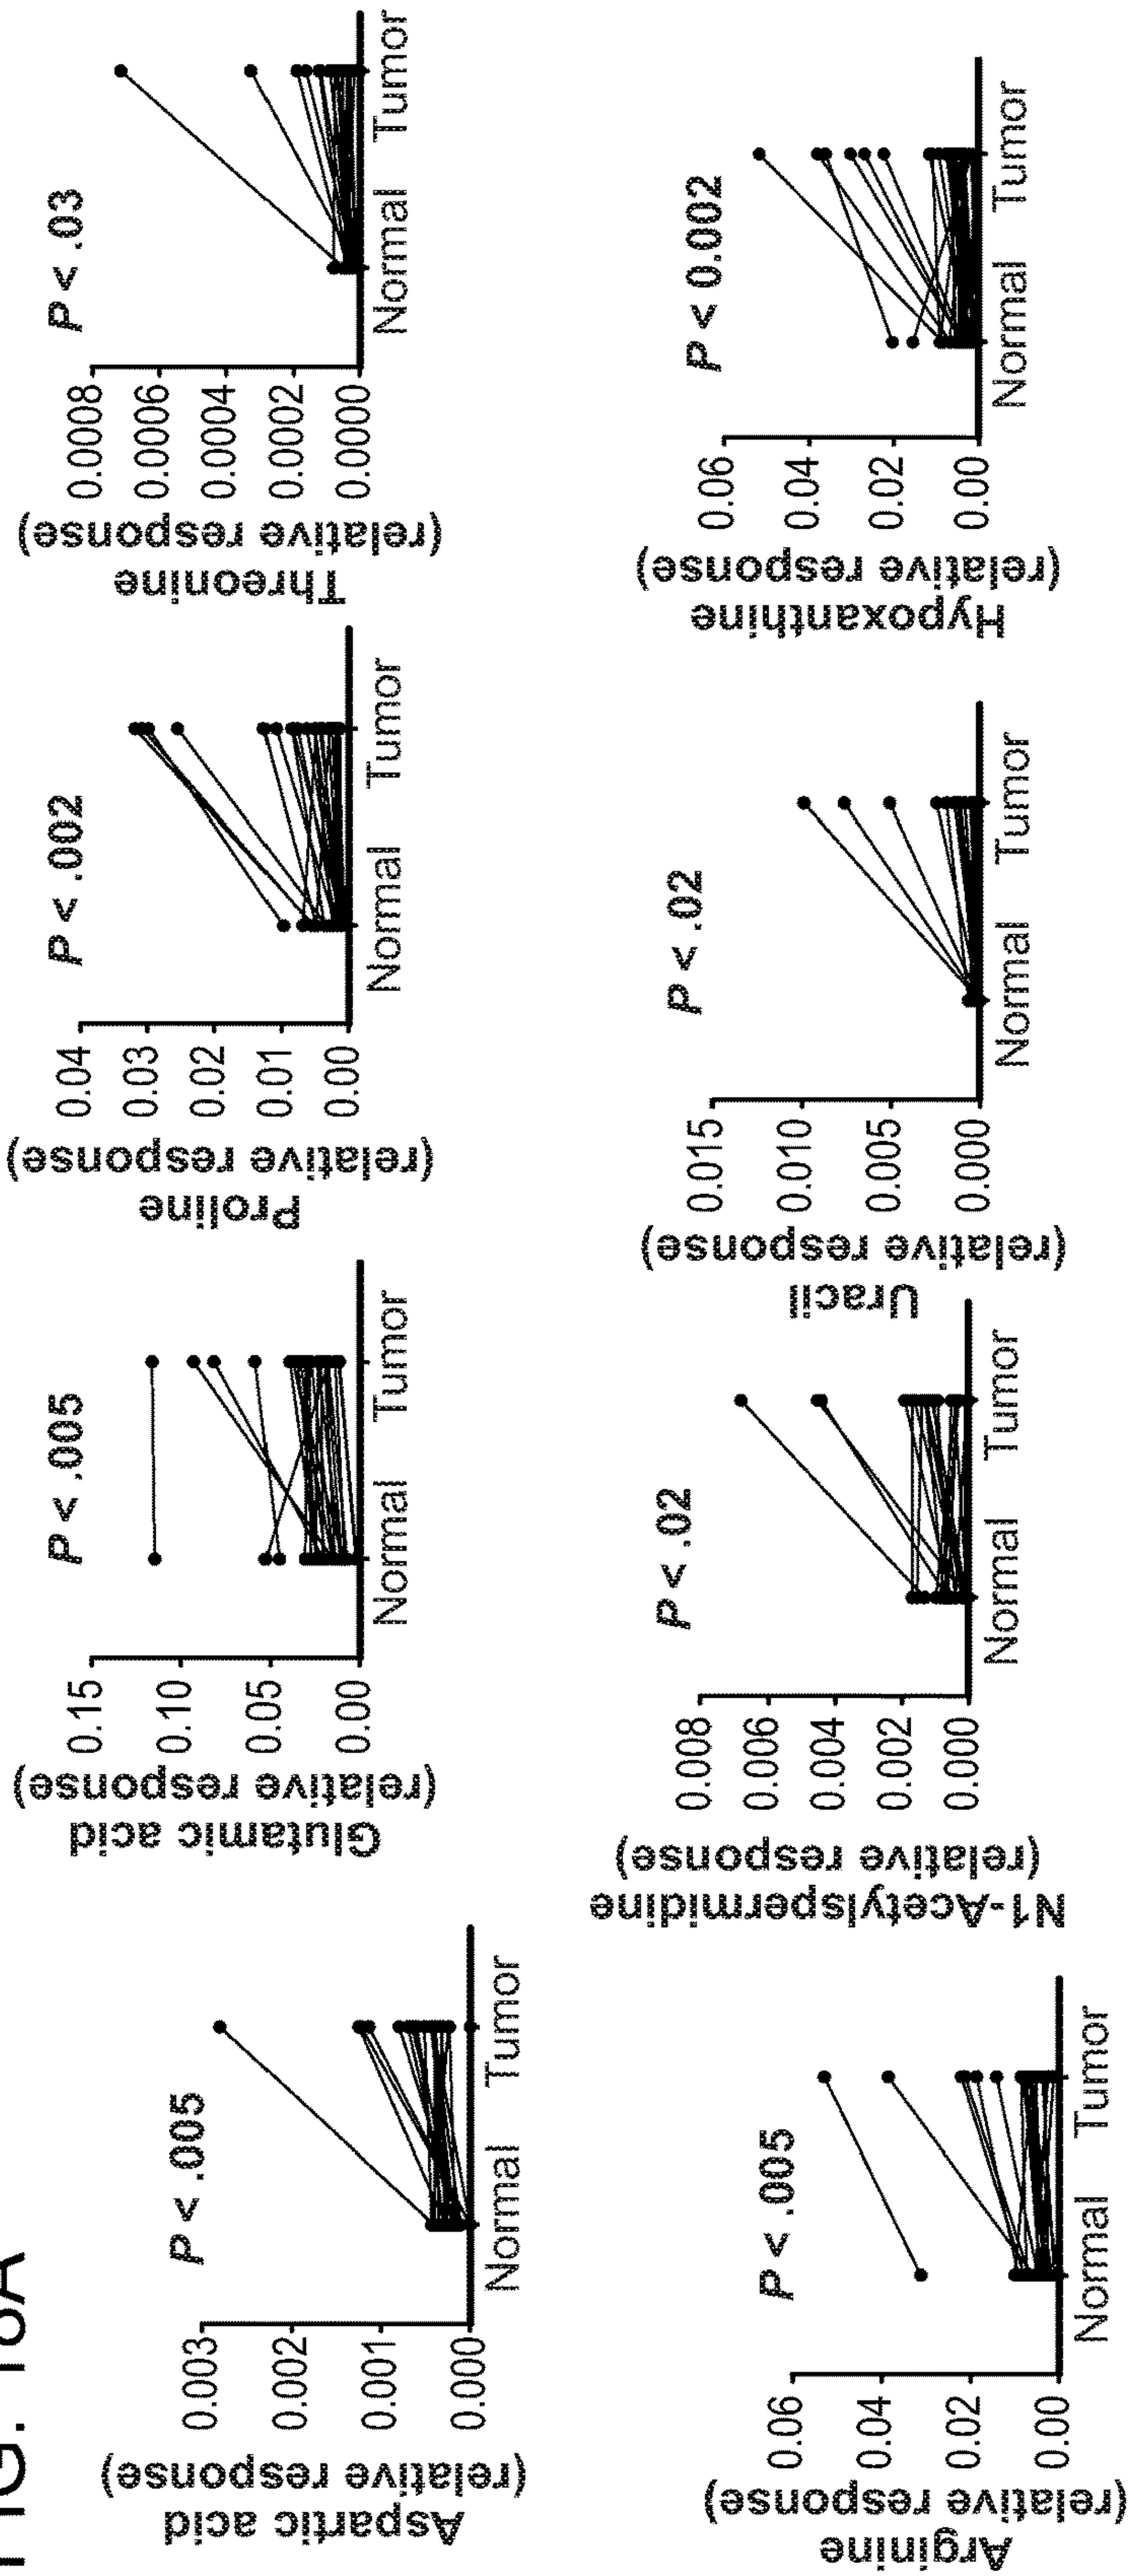 FIG.
Aspartic acid
(relative response)
0.003
0.002
0.001
0.000
P < .005
Normal Tumor
Glutamic acid
(relative response)
0.15
0.10
0.05
0.00
P < .005
Normal Tumor
Proline
(relative response)
0.04
0.03
0.02
0.01
0.00
P < .002
Normal Tumor
Threonine
(relative response)
0.0008
0.0006
0.0004
0.0002
0.0000
P < .03
Normal Tumor
Arginine
(relative response)
0.06
0.04
0.02
0.00
P < .005
Normal Tumor
N1-Acetylspermidine
(relative response)
0.008
0.006
0.004
0.002
0.000
P < .02
Normal Tumor
Uracil
(relative response)
0.015
0.010
0.005
0.000
P < .02
Normal Tumor
Hypoxanthine
(relative response)
0.06
0.04
0.02
0.00
P < 0.002
Normal Tumor